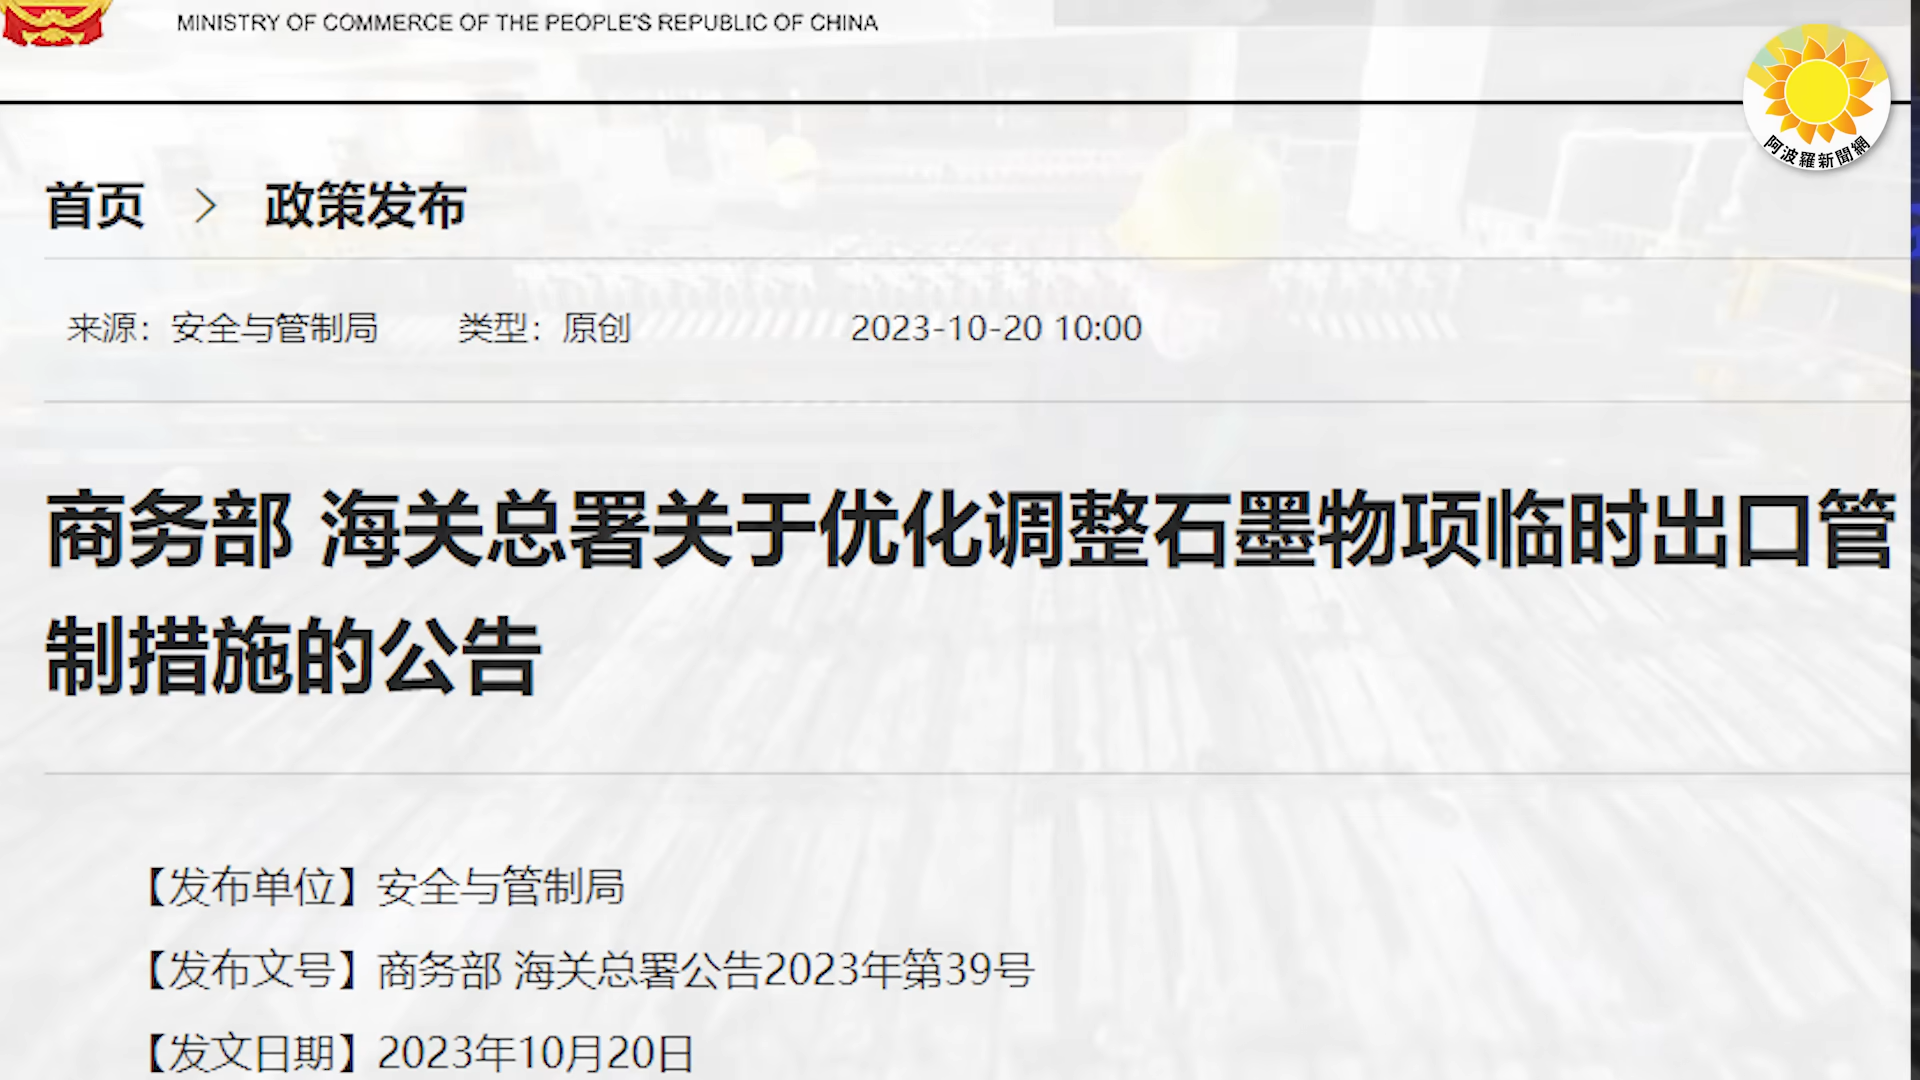 MINISTRY OF COMMERCE OF THE PEOPLE'S REPUBLIC OF CHINA
阿波羅新聞網
首页 > 政策发布
来源：安全与管制局 类型：原创 2023-10-20 10:00
商务部 海关总署关于优化调整石墨物项临时出口管
制措施的公告
【发布单位】安全与管制局
【发布文号】商务部 海关总署公告2023年第39号
【发文日期】2023年10月20日